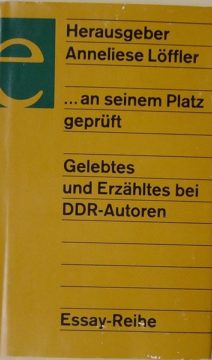 e
Herausgeber
Anneliese Löffler
... an seinem Platz
geprüft
Gelebtes
und Erzähltes bei
DDR-Autoren
Essay-Reihe